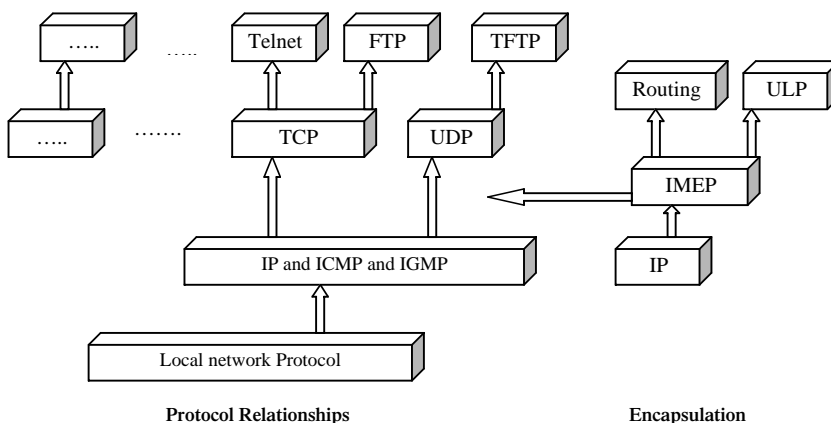 ….. ….. Telnet FTP TFTP
Routing ULP
….. ……. TCP UDP
IMEP
IP and ICMP and IGMP IP
Local network Protocol
Protocol Relationships Encapsulation